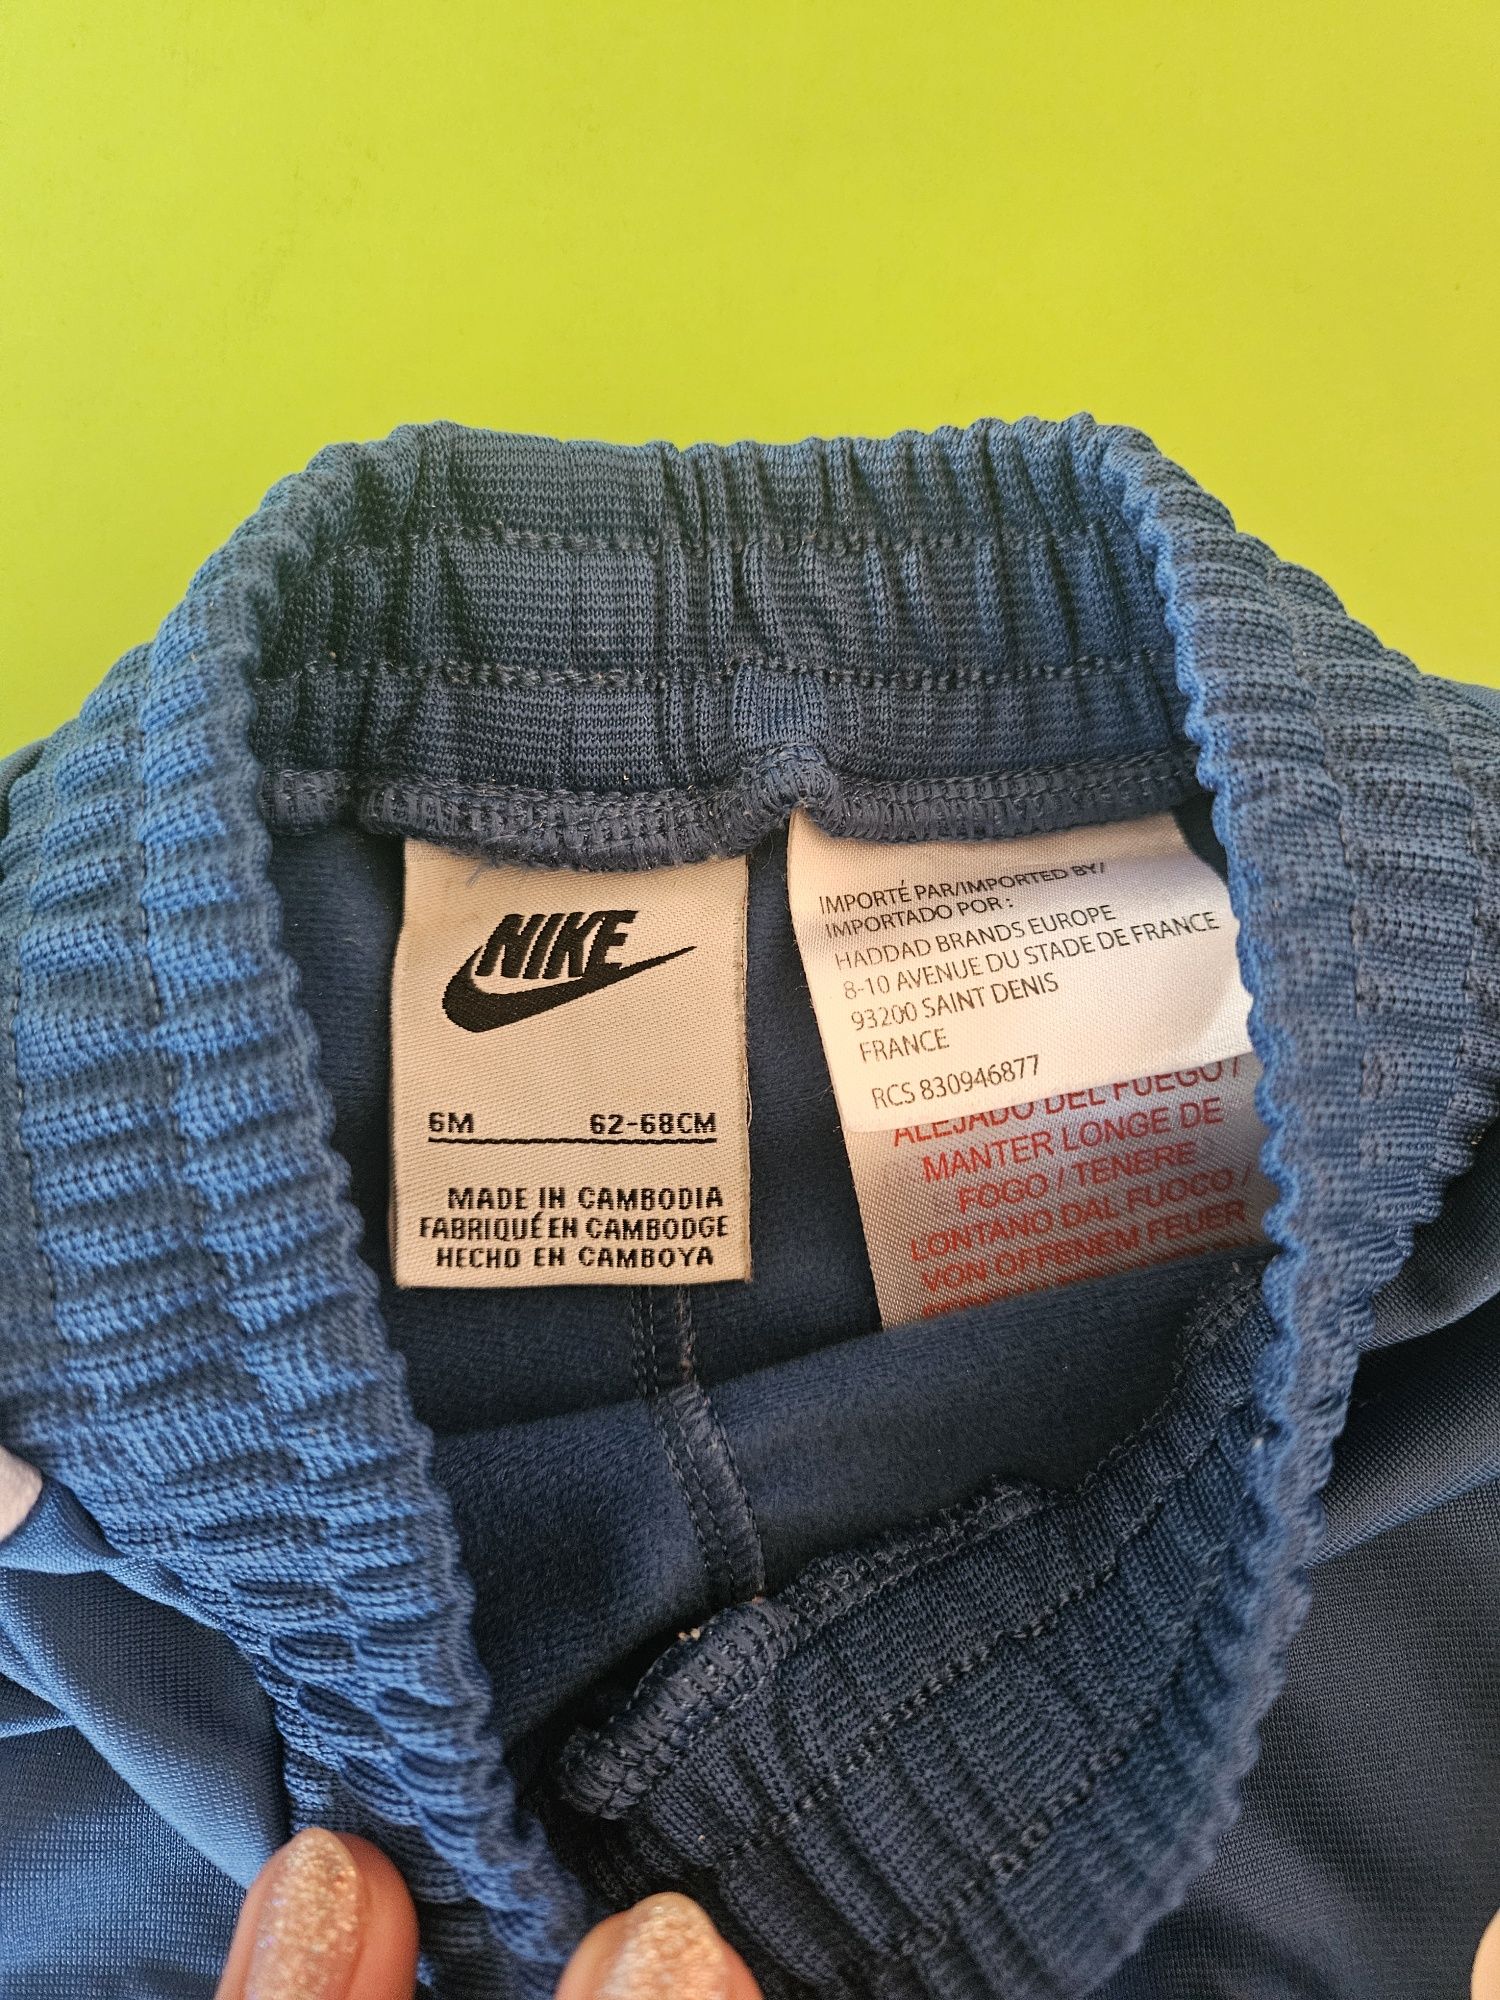 NIKE
6M 62-68CM
MADE IN CAMBODIA
FABRIQUÉ EN CAMBODGE
HECHO EN CAMBOYA
IMPORTÉ PAR/IMPORTED BY/
IMPORTADO POR :
HADDAD BRANDS EUROPE
8-10 AVENUE DU STADE DE FRANCE
93200 SAINT DENIS
FRANCE
RCS 830946877
ALEJADO DEL FUEGO /
MANTER LONGE DE
FOGO / TENERE
LONTANO DAL FUOCO /
VON OFFENEM FEUER